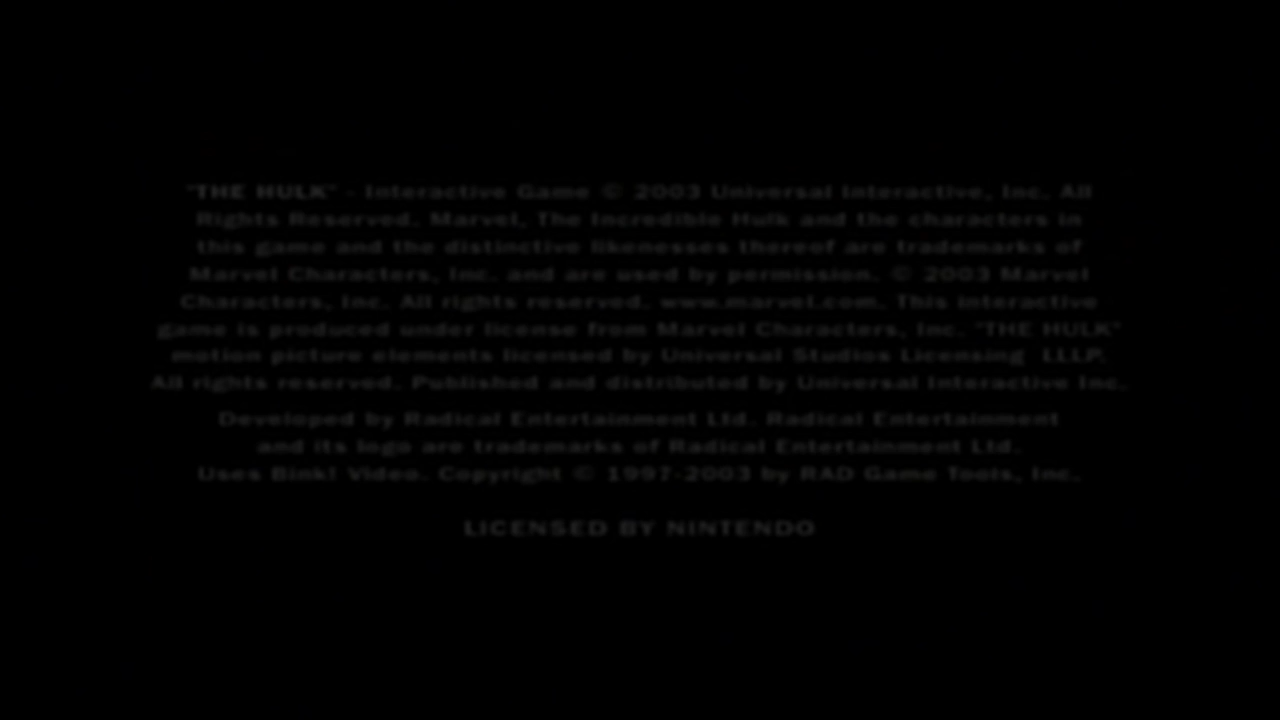 "THE HULK" - Interactive Game © 2003 Universal Interactive, Inc. All
Rights Reserved. Marvel, The Incredible Hulk and the characters in
this game and the distinctive likenesses thereof are trademarks of
Marvel Characters, Inc. and are used by permission. © 2003 Marvel
Characters, Inc. All rights reserved. www.marvel.com. This interactive
game is produced under license from Marvel Characters, Inc. "THE HULK"
motion picture elements licensed by Universal Studios Licensing LLLP.
All rights reserved. Published and distributed by Universal Interactive Inc.
Developed by Radical Entertainment Ltd. Radical Entertainment
and its logo are trademarks of Radical Entertainment Ltd.
Uses Bink! Video. Copyright © 1997-2003 by RAD Game Tools, Inc.
LICENSED BY NINTENDO